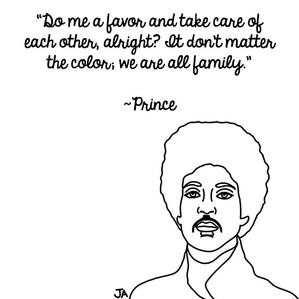 "Do me a favor and take care of
each other, alright? It don't matter
the color; we are all family."
~Prince
JA